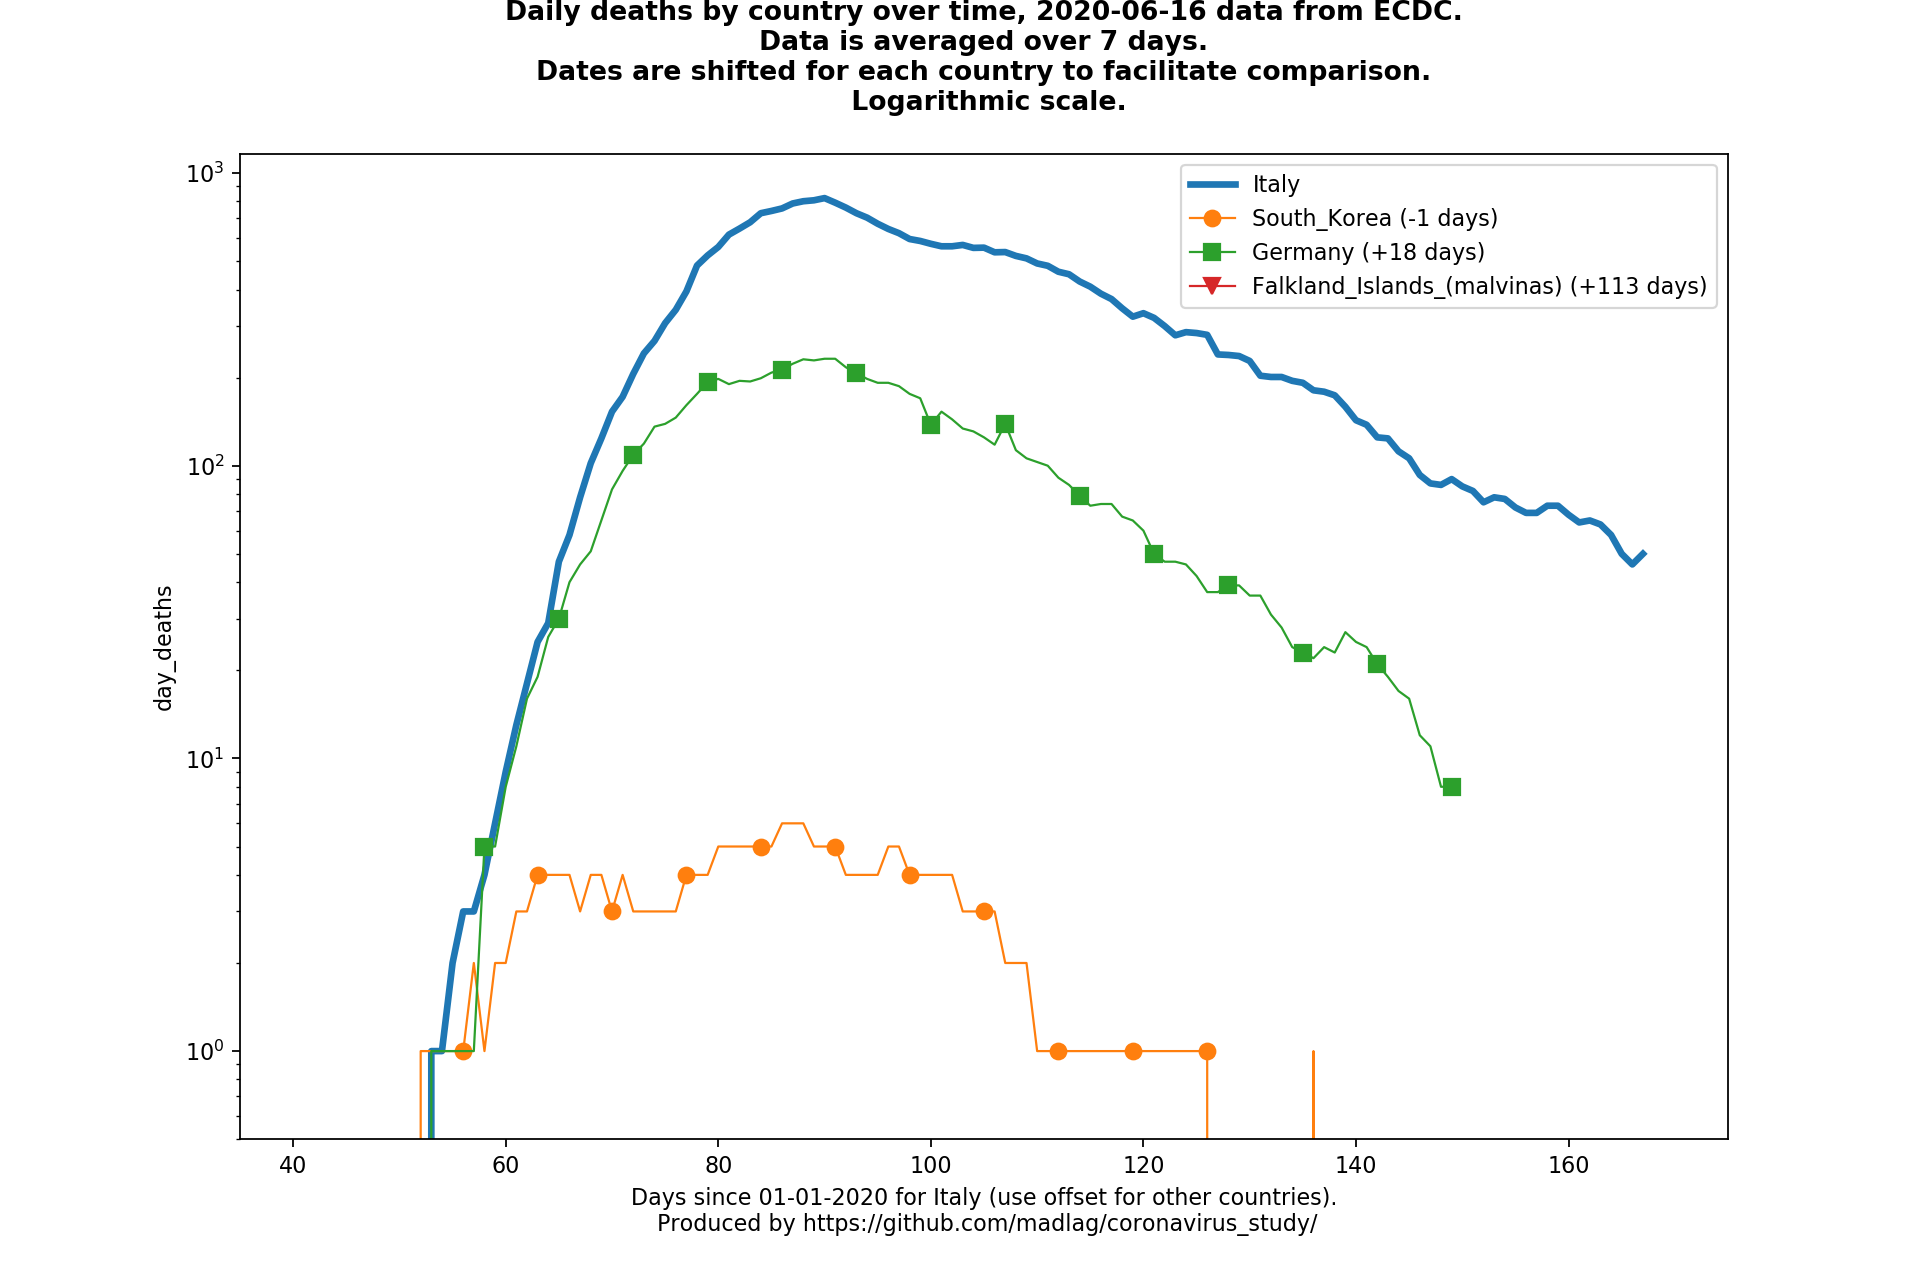 Daily deaths by country over time, 2020-06-16 data from ECDC.
Data is averaged over 7 days.
Dates are shifted for each country to facilitate comparison.
Logarithmic scale.
10³
10²
10¹
10⁰
day_deaths
Italy
South_Korea (-1 days)
Germany (+18 days)
Falkland_Islands_(malvinas) (+113 days)
40 60 80 100 120 140 160
Days since 01-01-2020 for Italy (use offset for other countries).
Produced by https://github.com/madlag/coronavirus_study/